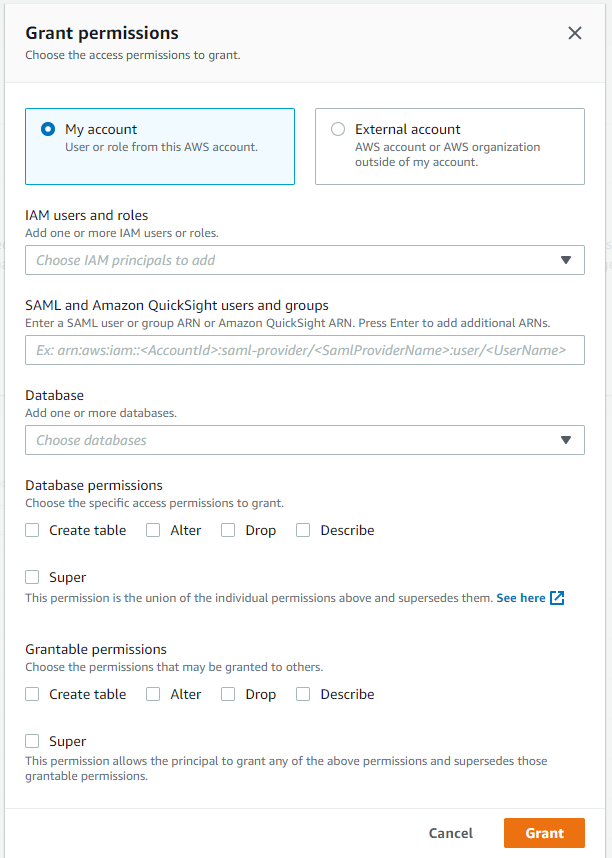 Grant permissions
Choose the access permissions to grant.
My account
User or role from this AWS account.
External account
AWS account or AWS organization
outside of my account.
IAM users and roles
Add one or more IAM users or roles.
Choose IAM principals to add
SAML and Amazon QuickSight users and groups
Enter a SAML user or group ARN or Amazon QuickSight ARN. Press Enter to add additional ARNs.
Ex: arn:aws:iam::<AccountId>:saml-provider/<SamlProviderName>:user/<UserName>
Database
Add one or more databases.
Choose databases
Database permissions
Choose the specific access permissions to grant.
Create table Alter Drop Describe
Super
This permission is the union of the individual permissions above and supersedes them. See here
Grantable permissions
Choose the permissions that may be granted to others.
Create table Alter Drop Describe
Super
This permission allows the principal to grant any of the above permissions and supersedes those
grantable permissions.
Cancel Grant